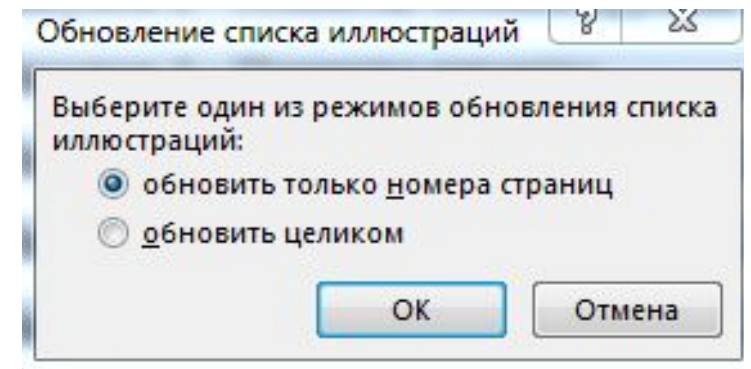 Обновление списка иллюстраций
Выберите один из режимов обновления списка
иллюстраций:
обновить только номера страниц
обновить целиком
ОК
Отмена